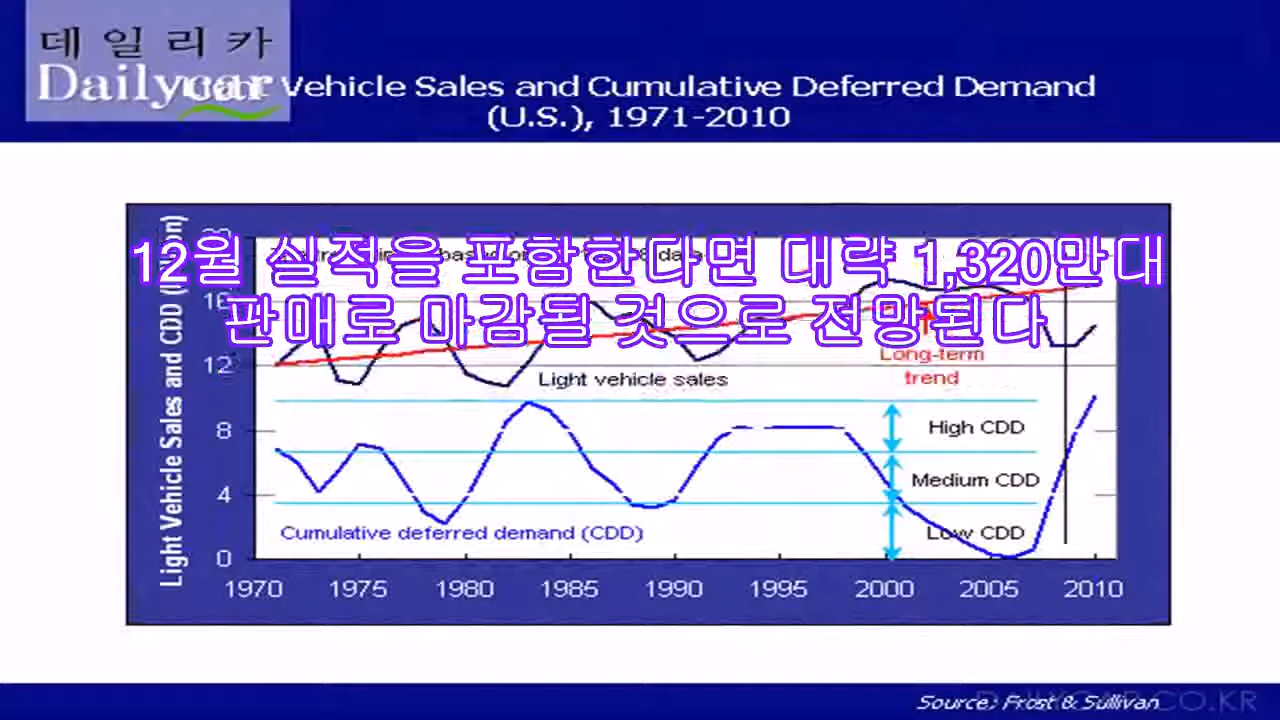 데일리카
Dailycar
Vehicle Sales and Cumulative Deferred Demand
(U.S.), 1971-2010
12월 실적을 포함한다면 대략 1,320만대
판매로 마감될 것으로 전망된다
Light Vehicle Sales and CDD
16
12
8
4
0
Long-term
trend
Light vehicle sales
High CDD
Medium CDD
Low CDD
Cumulative deferred demand (CDD)
1970 1975 1980 1985 1990 1995 2000 2005 2010
Source: Frost & Sullivan
DAILYCAR.CO.KR